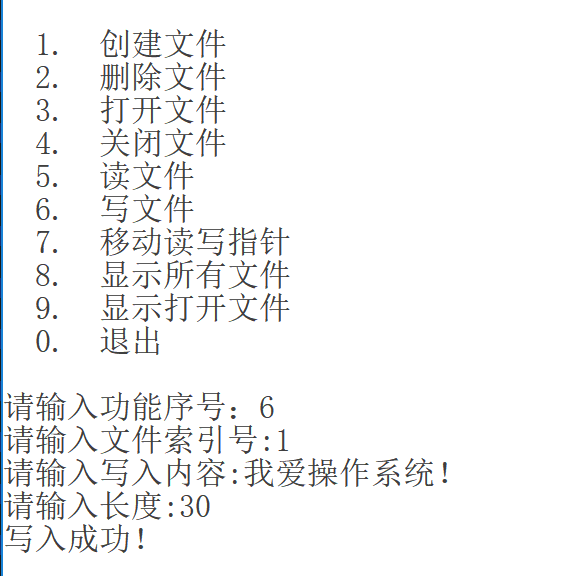 1. 创建文件
2. 删除文件
3. 打开文件
4. 关闭文件
5. 读文件
6. 写文件
7. 移动读写指针
8. 显示所有文件
9. 显示打开文件
0. 退出
请输入功能序号：6
请输入文件索引号:1
请输入写入内容:我爱操作系统！
请输入长度:30
写入成功！